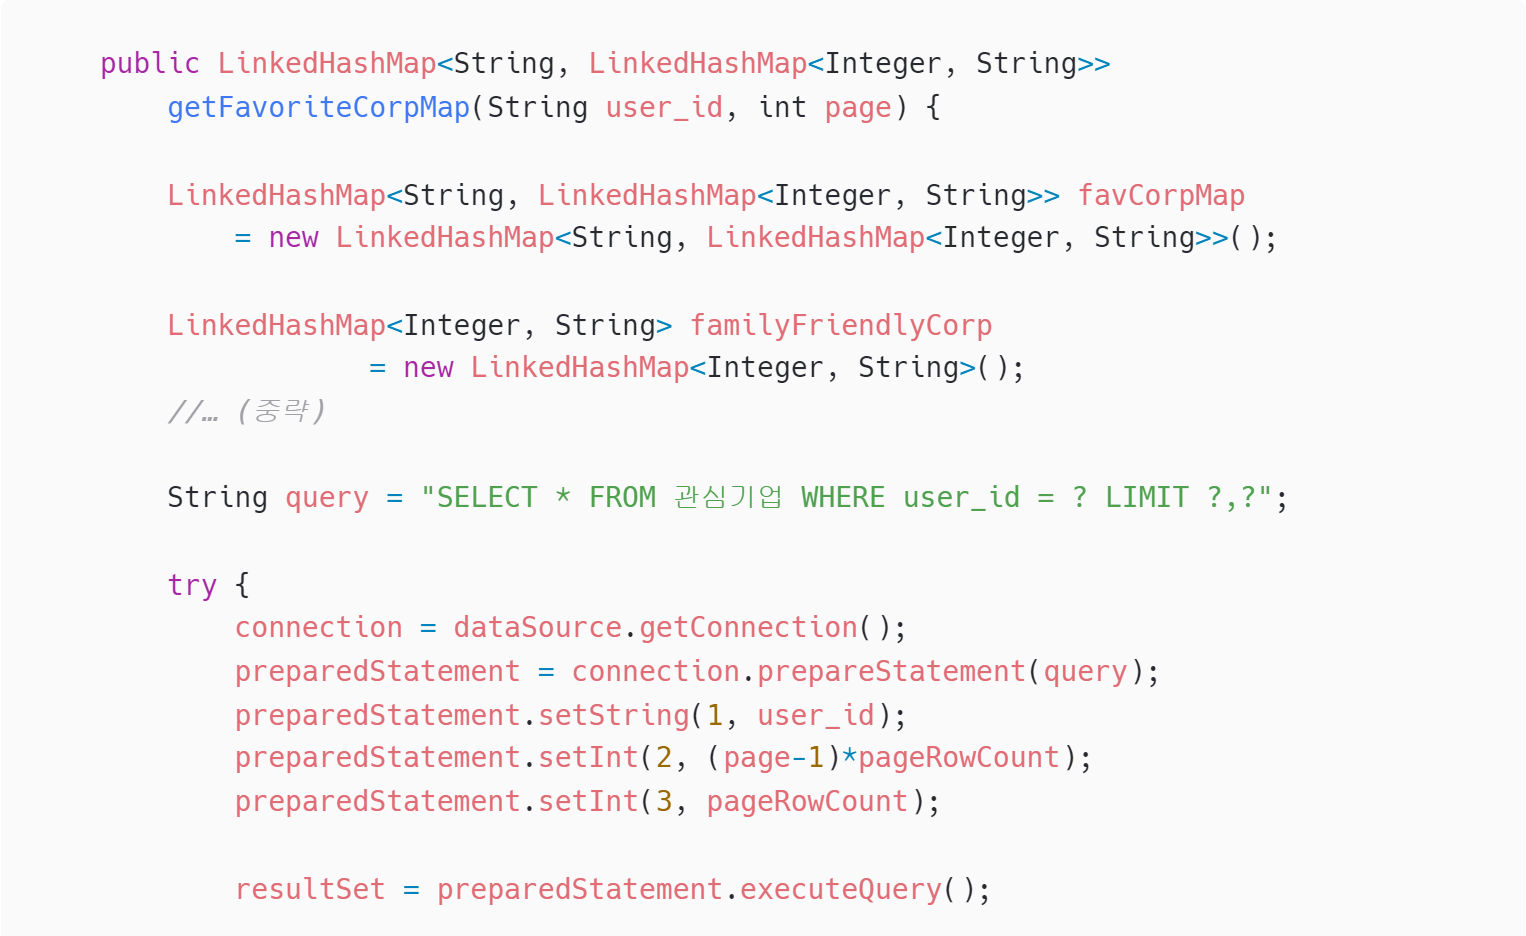 public LinkedHashMap<String, LinkedHashMap<Integer, String>>
getFavoriteCorpMap(String user_id, int page) {
LinkedHashMap<String, LinkedHashMap<Integer, String>> favCorpMap
= new LinkedHashMap<String, LinkedHashMap<Integer, String>>();
LinkedHashMap<Integer, String> familyFriendlyCorp
= new LinkedHashMap<Integer, String>();
//… (중략)
String query = "SELECT * FROM 관심기업 WHERE user_id = ? LIMIT ?,?";
try {
connection = dataSource.getConnection();
preparedStatement = connection.prepareStatement(query);
preparedStatement.setString(1, user_id);
preparedStatement.setInt(2, (page-1)*pageRowCount);
preparedStatement.setInt(3, pageRowCount);
resultSet = preparedStatement.executeQuery();